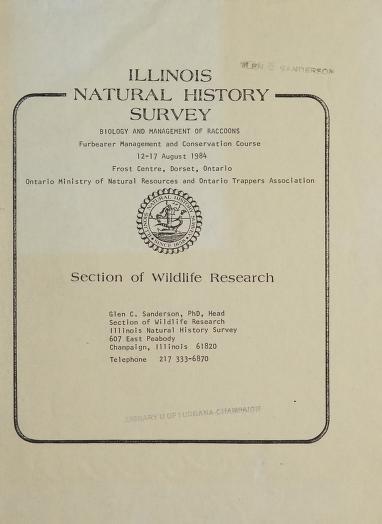 GLEN C SANDERSON
ILLINOIS
NATURAL HISTORY
SURVEY
BIOLOGY AND MANAGEMENT OF RACCOONS
Furbearer Management and Conservation Course
12-17 August 1984
Frost Centre, Dorset, Ontario
Ontario Ministry of Natural Resources and Ontario Trappers Association
Section of Wildlife Research
Glen C. Sanderson, PhD, Head
Section of Wildlife Research
Illinois Natural History Survey
607 East Peabody
Champaign, Illinois 61820
Telephone 217 333-6870
LIBRARY U OF I URBANA-CHAMPAIGN